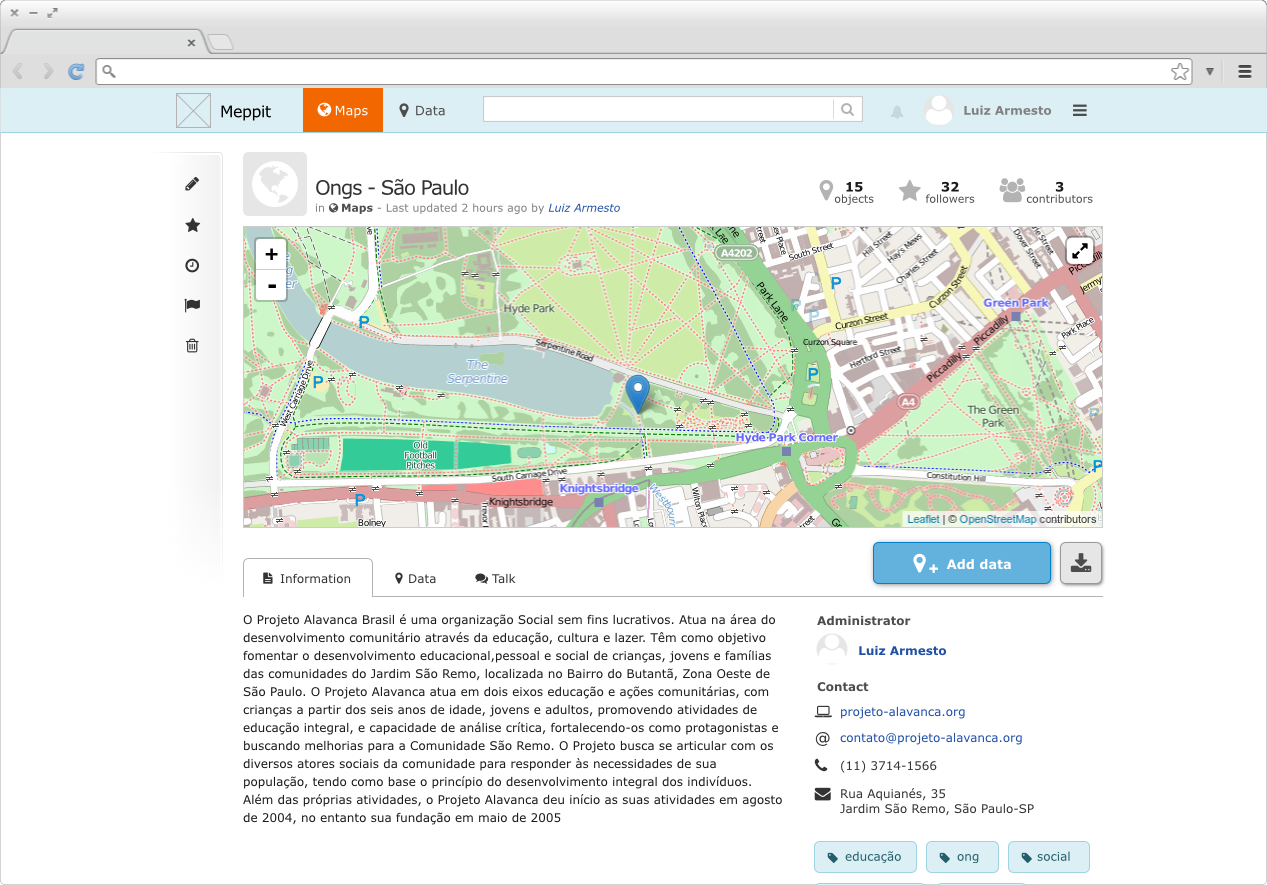 Meppit
Maps
Data
Luiz Armesto
Ongs - São Paulo
in Maps - Last updated 2 hours ago by Luiz Armesto
15
objects
32
followers
3
contributors
+
-
A4202
South Street
Hill Street
Hay's Mews
Charles Street
Dover Street
Park Lane
P
Curzon Street
Curzon Street
Green Park
Hyde Park
P
Piccadilly
Park Place
Serpentine Road
Curzon Square
Hertford Street
Piccadilly
The
Serpentine
P
P
West Carriage Drive
A4
The Green
Park
Hyde Park Corner
Old
Football
Pitches
South Carriage Drive
P
Constitution Hill
Knightsbridge
P
Knightsbridge
Wilton Place
Bolney
Leaflet | © OpenStreetMap contributors
Add data
Information
Data
Talk
O Projeto Alavanca Brasil é uma organização Social sem fins lucrativos. Atua na área do
desenvolvimento comunitário através da educação, cultura e lazer. Têm como objetivo
fomentar o desenvolvimento educacional,pessoal e social de crianças, jovens e famílias
das comunidades do Jardim São Remo, localizada no Bairro do Butantã, Zona Oeste de
São Paulo. O Projeto Alavanca atua em dois eixos educação e ações comunitárias, com
crianças a partir dos seis anos de idade, jovens e adultos, promovendo atividades de
educação integral, e capacidade de análise crítica, fortalecendo-os como protagonistas e
buscando melhorias para a Comunidade São Remo. O Projeto busca se articular com os
diversos atores sociais da comunidade para responder às necessidades de sua
população, tendo como base o princípio do desenvolvimento integral dos indivíduos.
Além das próprias atividades, o Projeto Alavanca deu início as suas atividades em agosto
de 2004, no entanto sua fundação em maio de 2005
Administrator
Luiz Armesto
Contact
projeto-alavanca.org
@ contato@projeto-alavanca.org
(11) 3714-1566
Rua Aquianés, 35
Jardim São Remo, São Paulo-SP
educação
ong
social